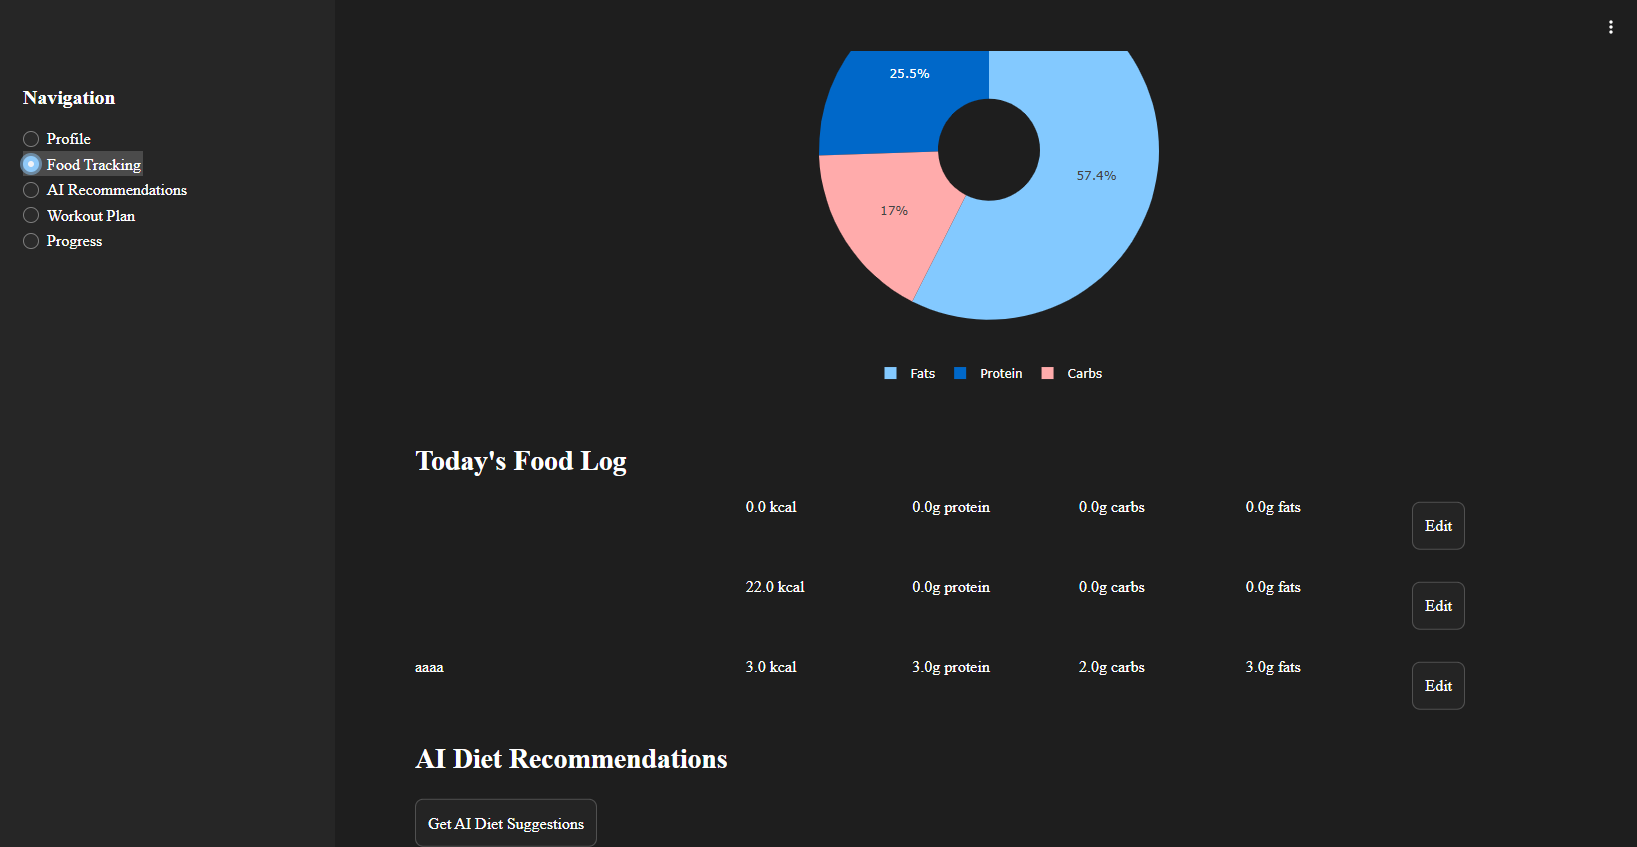 Navigation
Profile
Food Tracking
AI Recommendations
Workout Plan
Progress
25.5%
57.4%
17%
Fats Protein Carbs
Today's Food Log
0.0 kcal 0.0g protein 0.0g carbs 0.0g fats Edit
22.0 kcal 0.0g protein 0.0g carbs 0.0g fats Edit
aaaa 3.0 kcal 3.0g protein 2.0g carbs 3.0g fats Edit
AI Diet Recommendations
Get AI Diet Suggestions